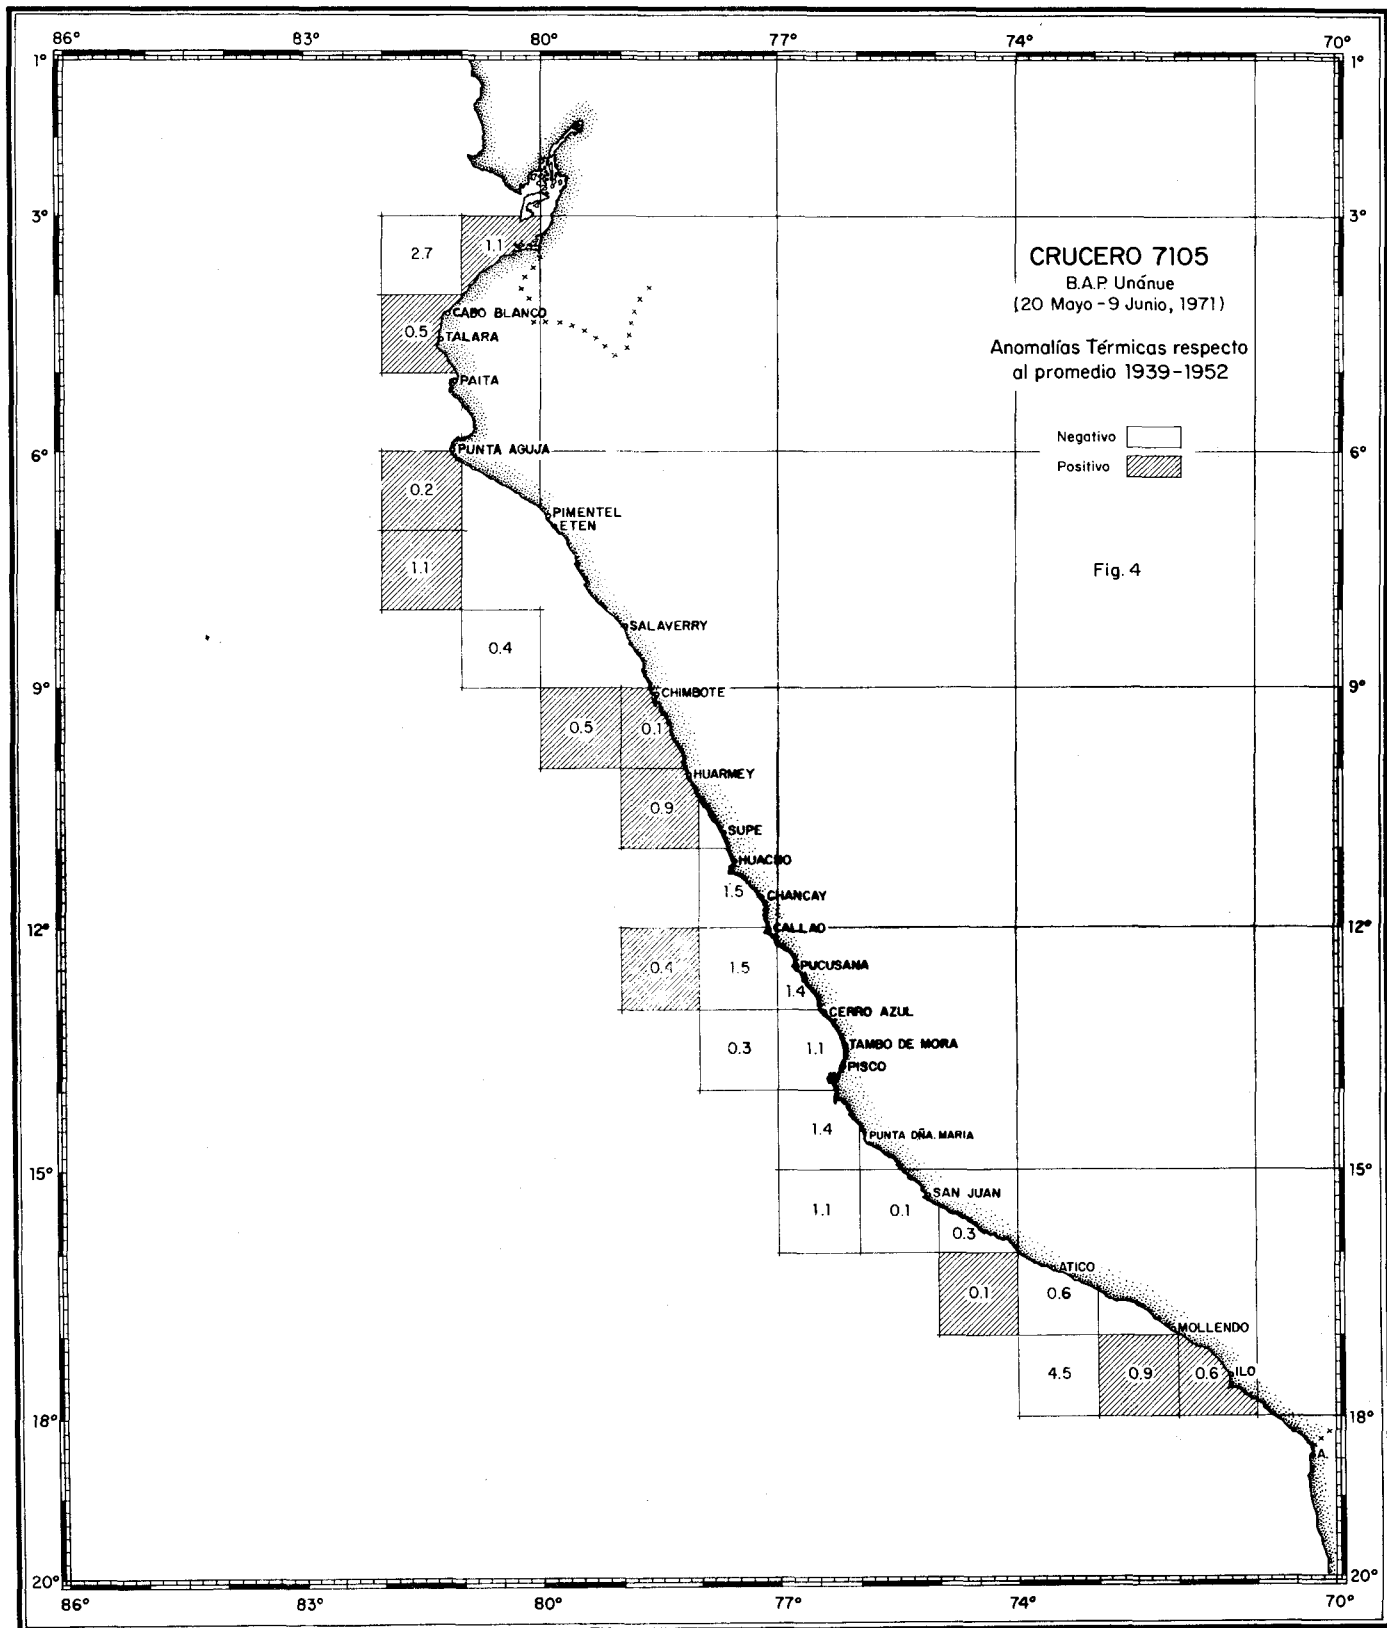 86° 83° 80° 77° 74° 70°
1° 1°
3° 3°
2.7 1.1
CRUCERO 7105
B.A.P. Unánue
(20 Mayo - 9 Junio, 1971)
CABO BLANCO
0.5
TALARA
Anomalías Térmicas respecto
al promedio 1939-1952
PAITA
Negativo
PUNTA AGUJA
6° 6°
Positivo
0.2
PIMENTEL
ETEN
1.1
Fig. 4
SALAVERRY
0.4
9° 9°
CHIMBOTE
0.5 0.1
HUARMEY
0.9
SUPE
HUACHO
1.5
CHANCAY
12° 12°
CALLAO
0.4 1.5
PUCUSANA
1.4
CERRO AZUL
0.3 1.1
TAMBO DE MORA
PISCO
1.4
PUNTA DÑA. MARIA
15° 15°
SAN JUAN
1.1 0.1
0.3
ATICO
0.1 0.6
MOLLENDO
4.5 0.9 0.6
ILO
18° 18°
A.
20° 20°
86° 83° 80° 77° 74° 70°